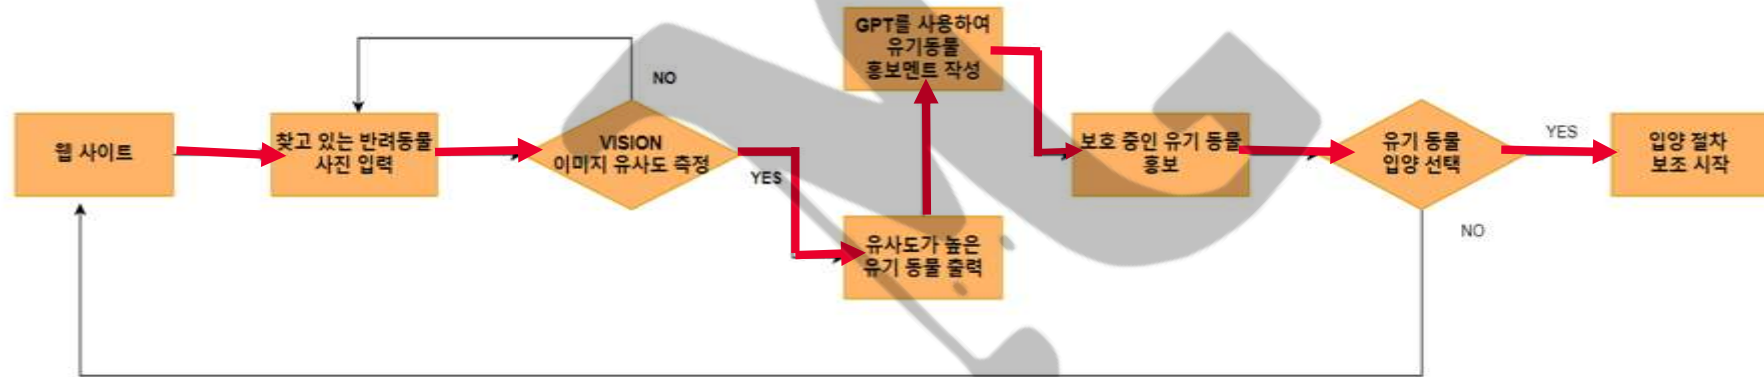 웹 사이트
찾고 있는 반려동물
사진 입력
NO
VISION
이미지 유사도 측정
YES
유사도가 높은
유기 동물 출력
GPT를 사용하여
유기동물
홍보멘트 작성
보호 중인 유기 동물
홍보
유기 동물
입양 선택
YES
NO
입양 절차
보조 시작